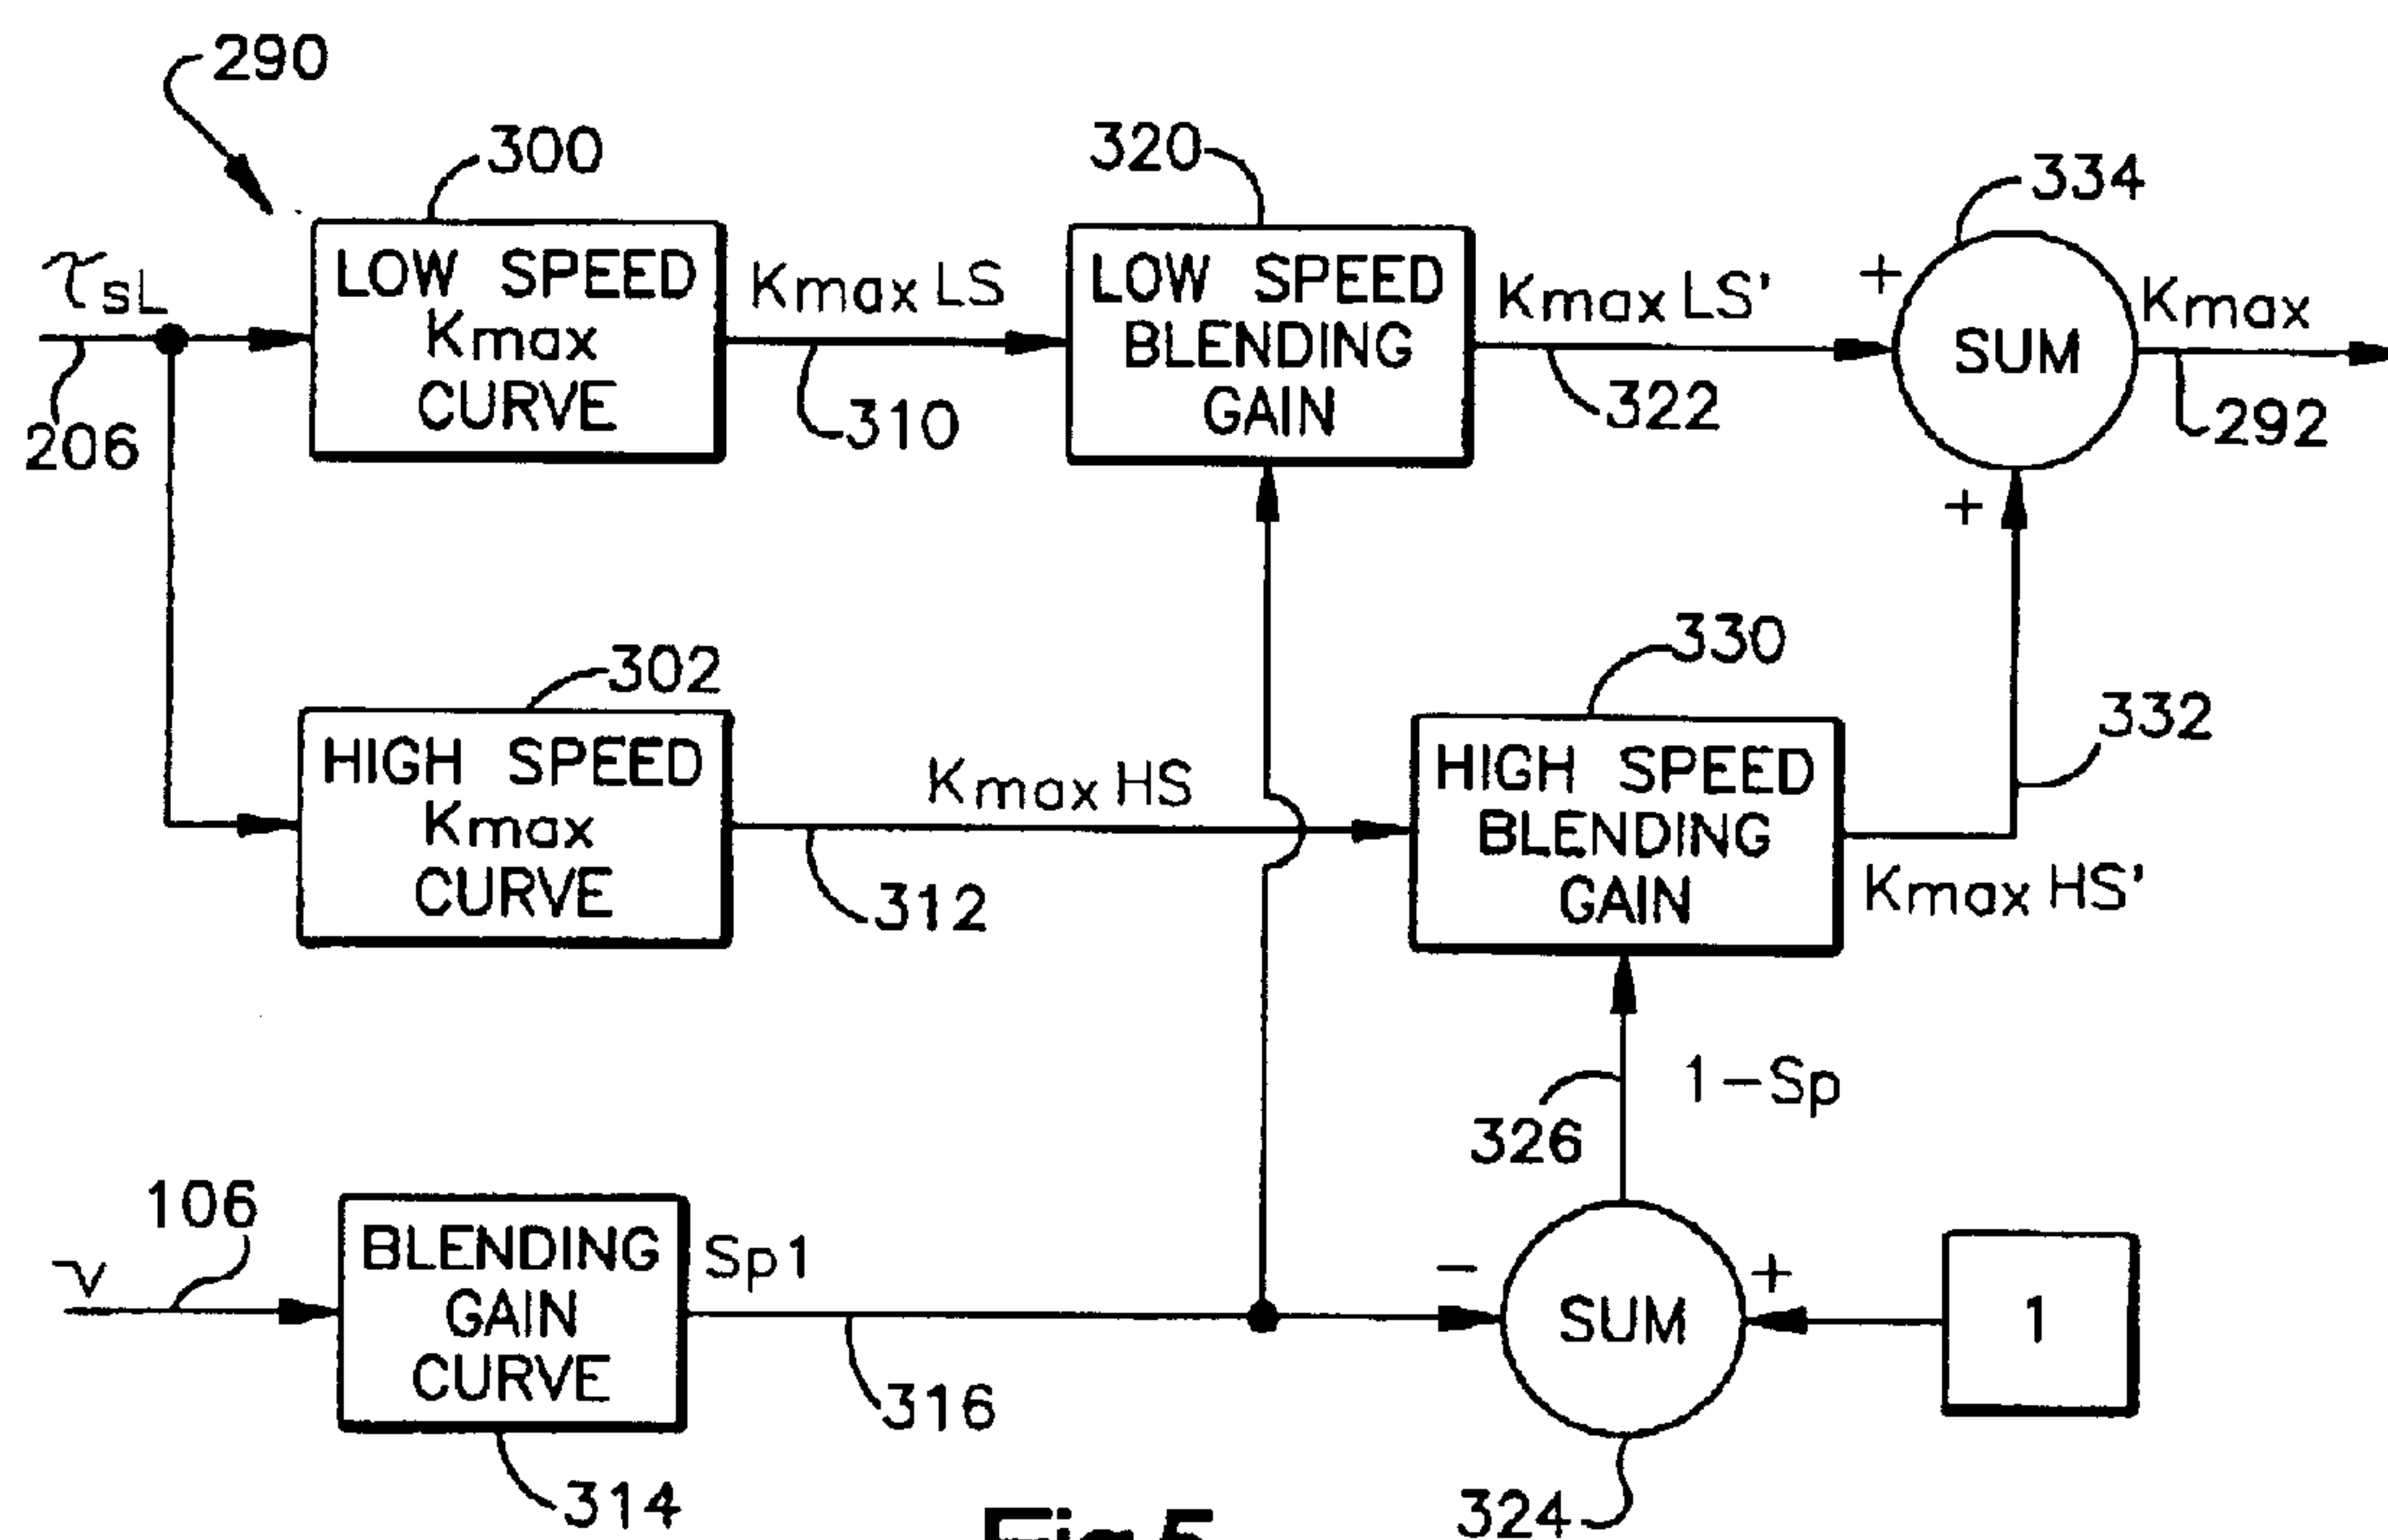 290
300
320
334
τsL
LOW SPEED
Kmax
CURVE
Kmax LS
LOW SPEED
BLENDING
GAIN
Kmax LS'
+
SUM
Kmax
206
310
322
292
+
302
330
332
HIGH SPEED
Kmax
CURVE
Kmax HS
HIGH SPEED
BLENDING
GAIN
Kmax HS'
312
326
1-Sp
106
v
BLENDING
GAIN
CURVE
Sp1
-
SUM
+
1
316
314
324
Fig.5